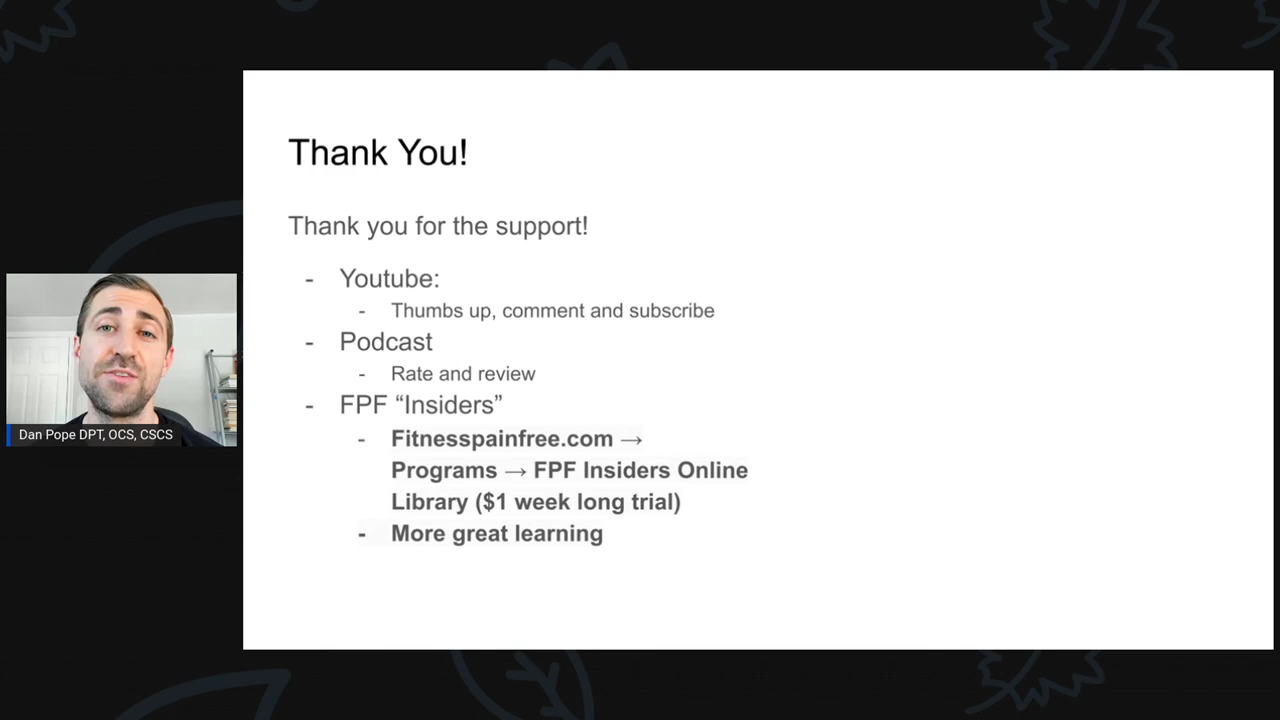 Thank You!
Thank you for the support!
- Youtube:
- Thumbs up, comment and subscribe
- Podcast
- Rate and review
- FPF “Insiders”
- Fitnesspainfree.com →
Programs → FPF Insiders Online
Library ($1 week long trial)
- More great learning
Dan Pope DPT, OCS, CSCS